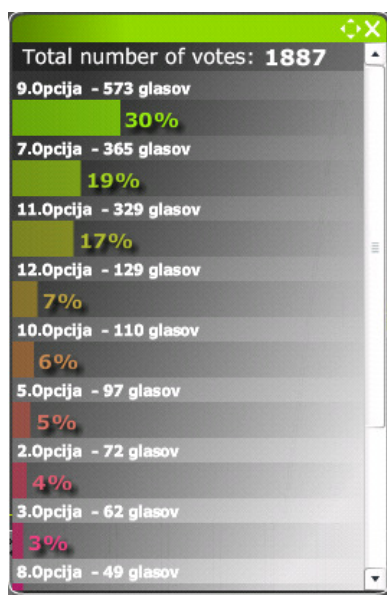 Total number of votes: 1887
9.Opcija - 573 glasov
30%
7.Opcija - 365 glasov
19%
11.Opcija - 329 glasov
17%
12.Opcija - 129 glasov
7%
10.Opcija - 110 glasov
6%
5.Opcija - 97 glasov
5%
2.Opcija - 72 glasov
4%
3.Opcija - 62 glasov
3%
8.Opcija - 49 glasov